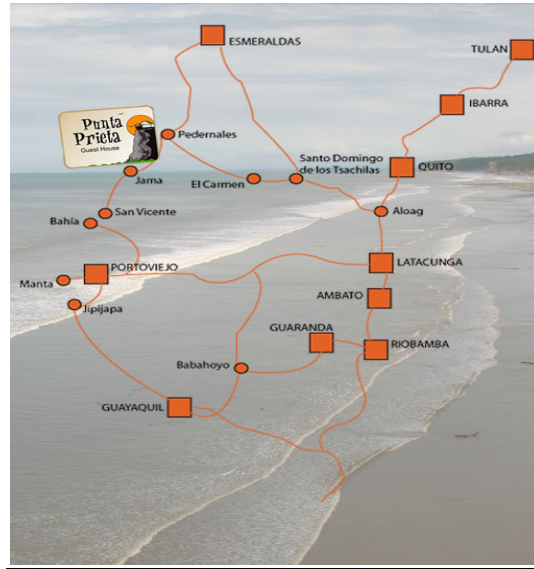 ESMERALDAS
TULAN
IBARRA
Punta
Prieta
Guest House
Pedernales
Santo Domingo
de los Tsachilas
QUITO
Jama
El Carmen
San Vicente
Bahía
Aloag
PORTOVIEJO
LATACUNGA
Manta
AMBATO
Jipijapa
GUARANDA
RIOBAMBA
Babahoyo
GUAYAQUIL